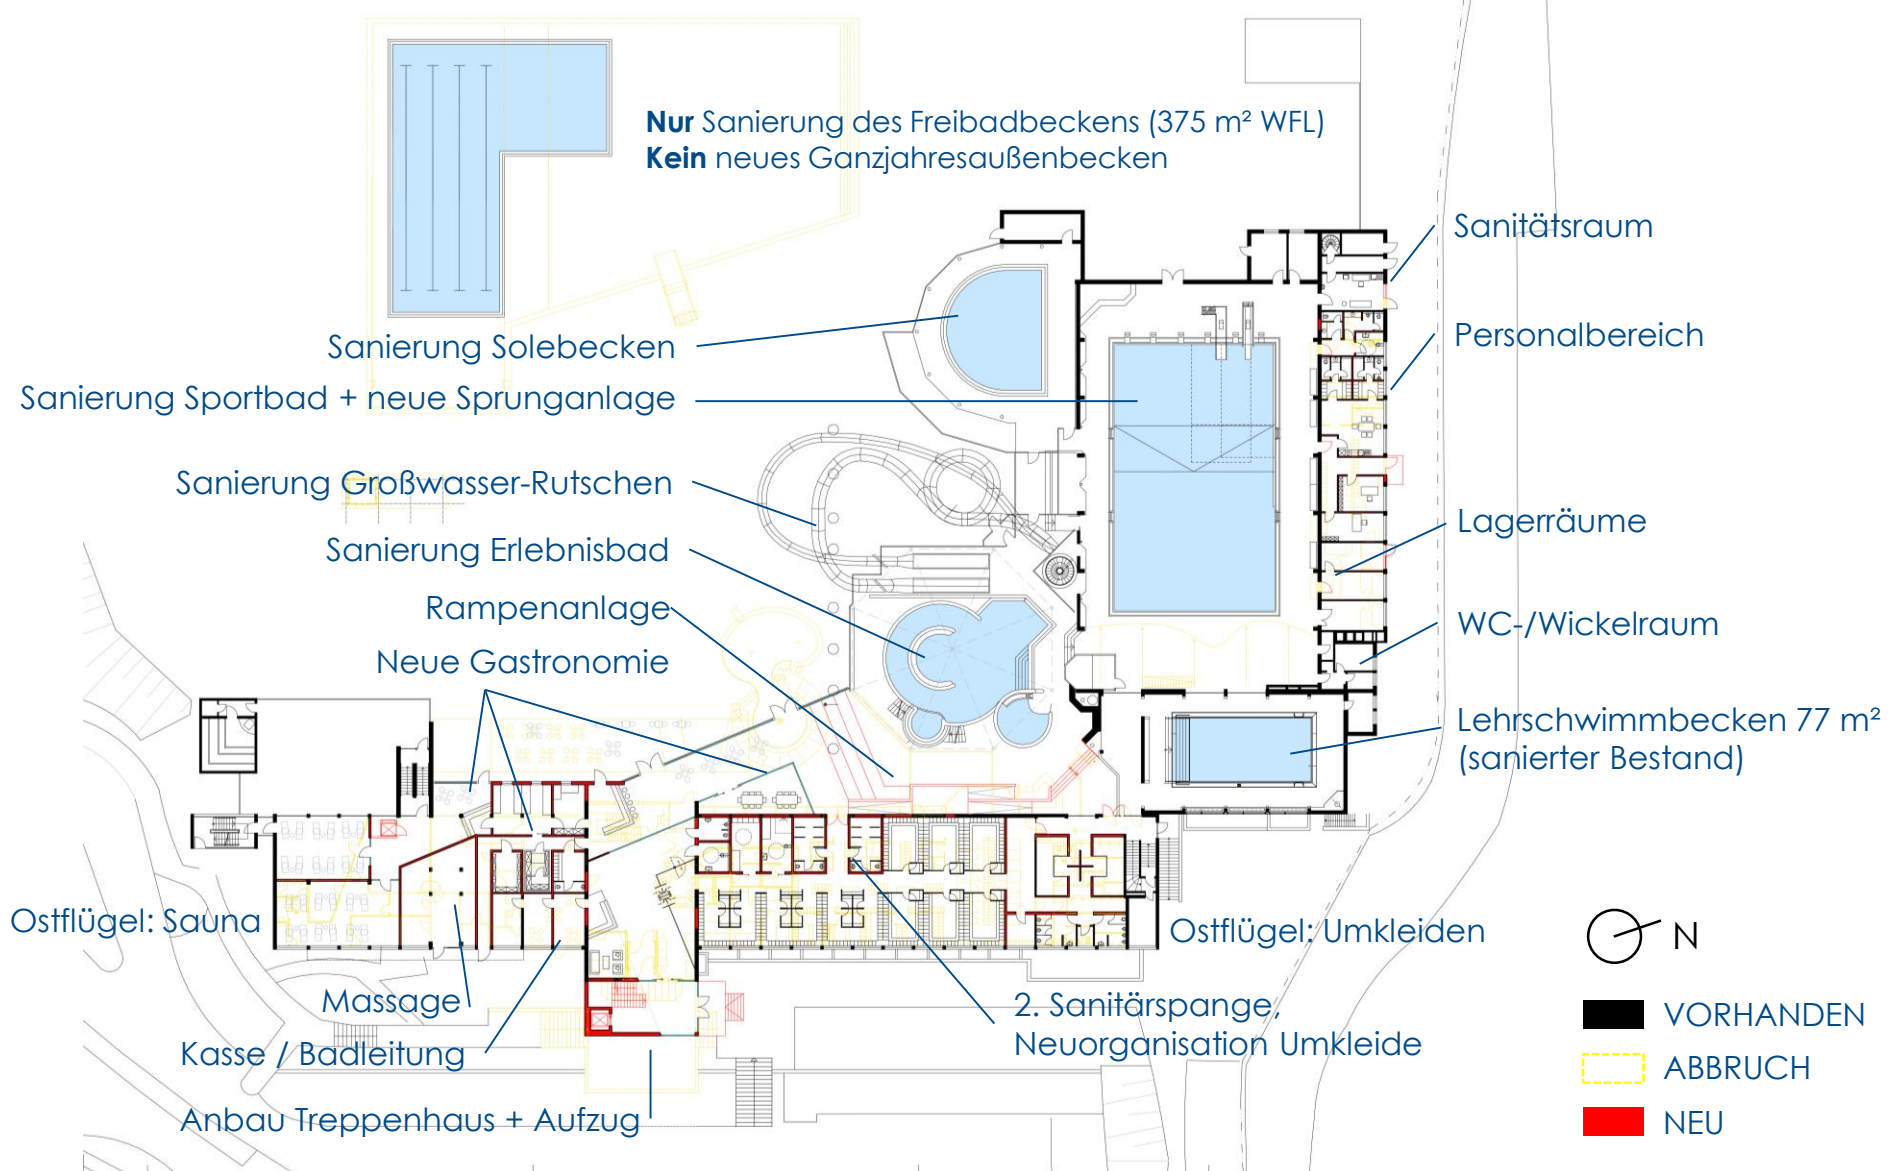 Nur Sanierung des Freibadbeckens (375 m² WFL)
Kein neues Ganzjahresaußenbecken
Sanitätsraum
Personalbereich
Sanierung Solebecken
Sanierung Sportbad + neue Sprunganlage
Sanierung Großwasser-Rutschen
Lagerräume
Sanierung Erlebnisbad
Rampenanlage
WC-/Wickelraum
Neue Gastronomie
Lehrschwimmbecken 77 m²
(sanierter Bestand)
Ostflügel: Sauna
Ostflügel: Umkleiden
N
Massage
2. Sanitärspange,
Neuorganisation Umkleide
Kasse / Badleitung
Anbau Treppenhaus + Aufzug
VORHANDEN
ABBRUCH
NEU